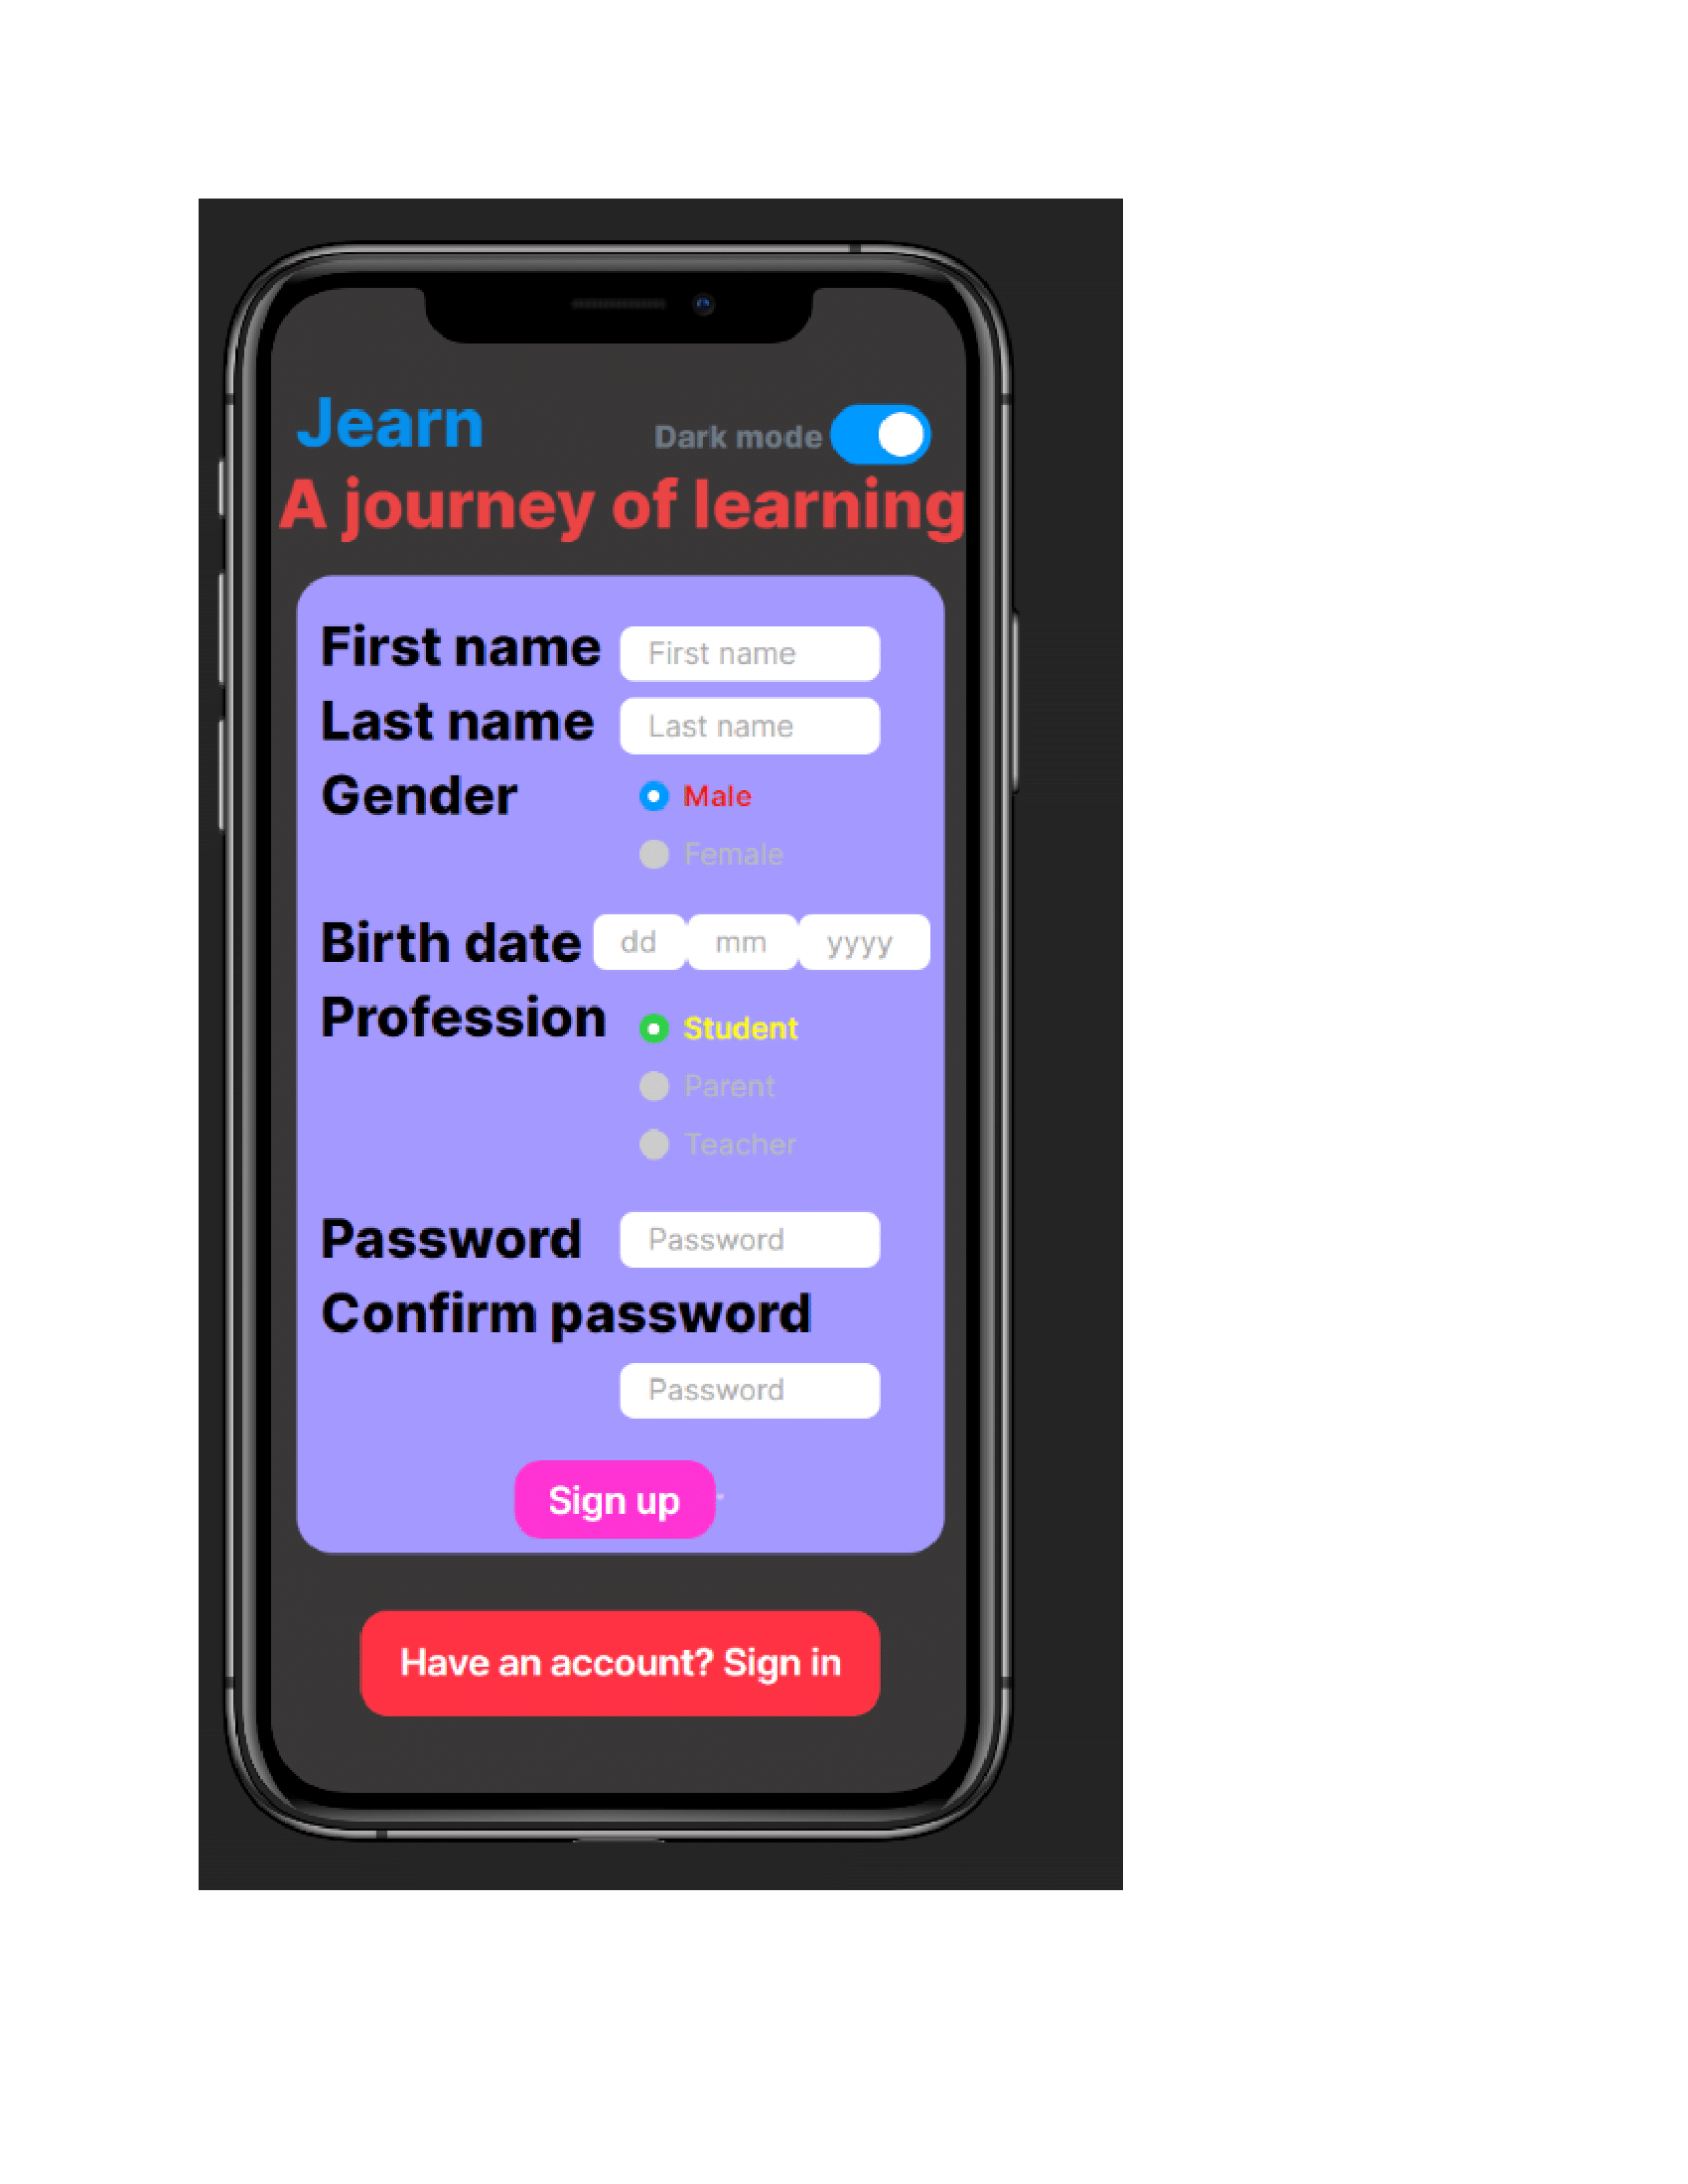 Jearn
Dark mode
A journey of learning
First name First name
Last name Last name
Gender Male
Female
Birth date dd mm yyyy
Profession Student
Parent
Teacher
Password Password
Confirm password
Password
Sign up
Have an account? Sign in